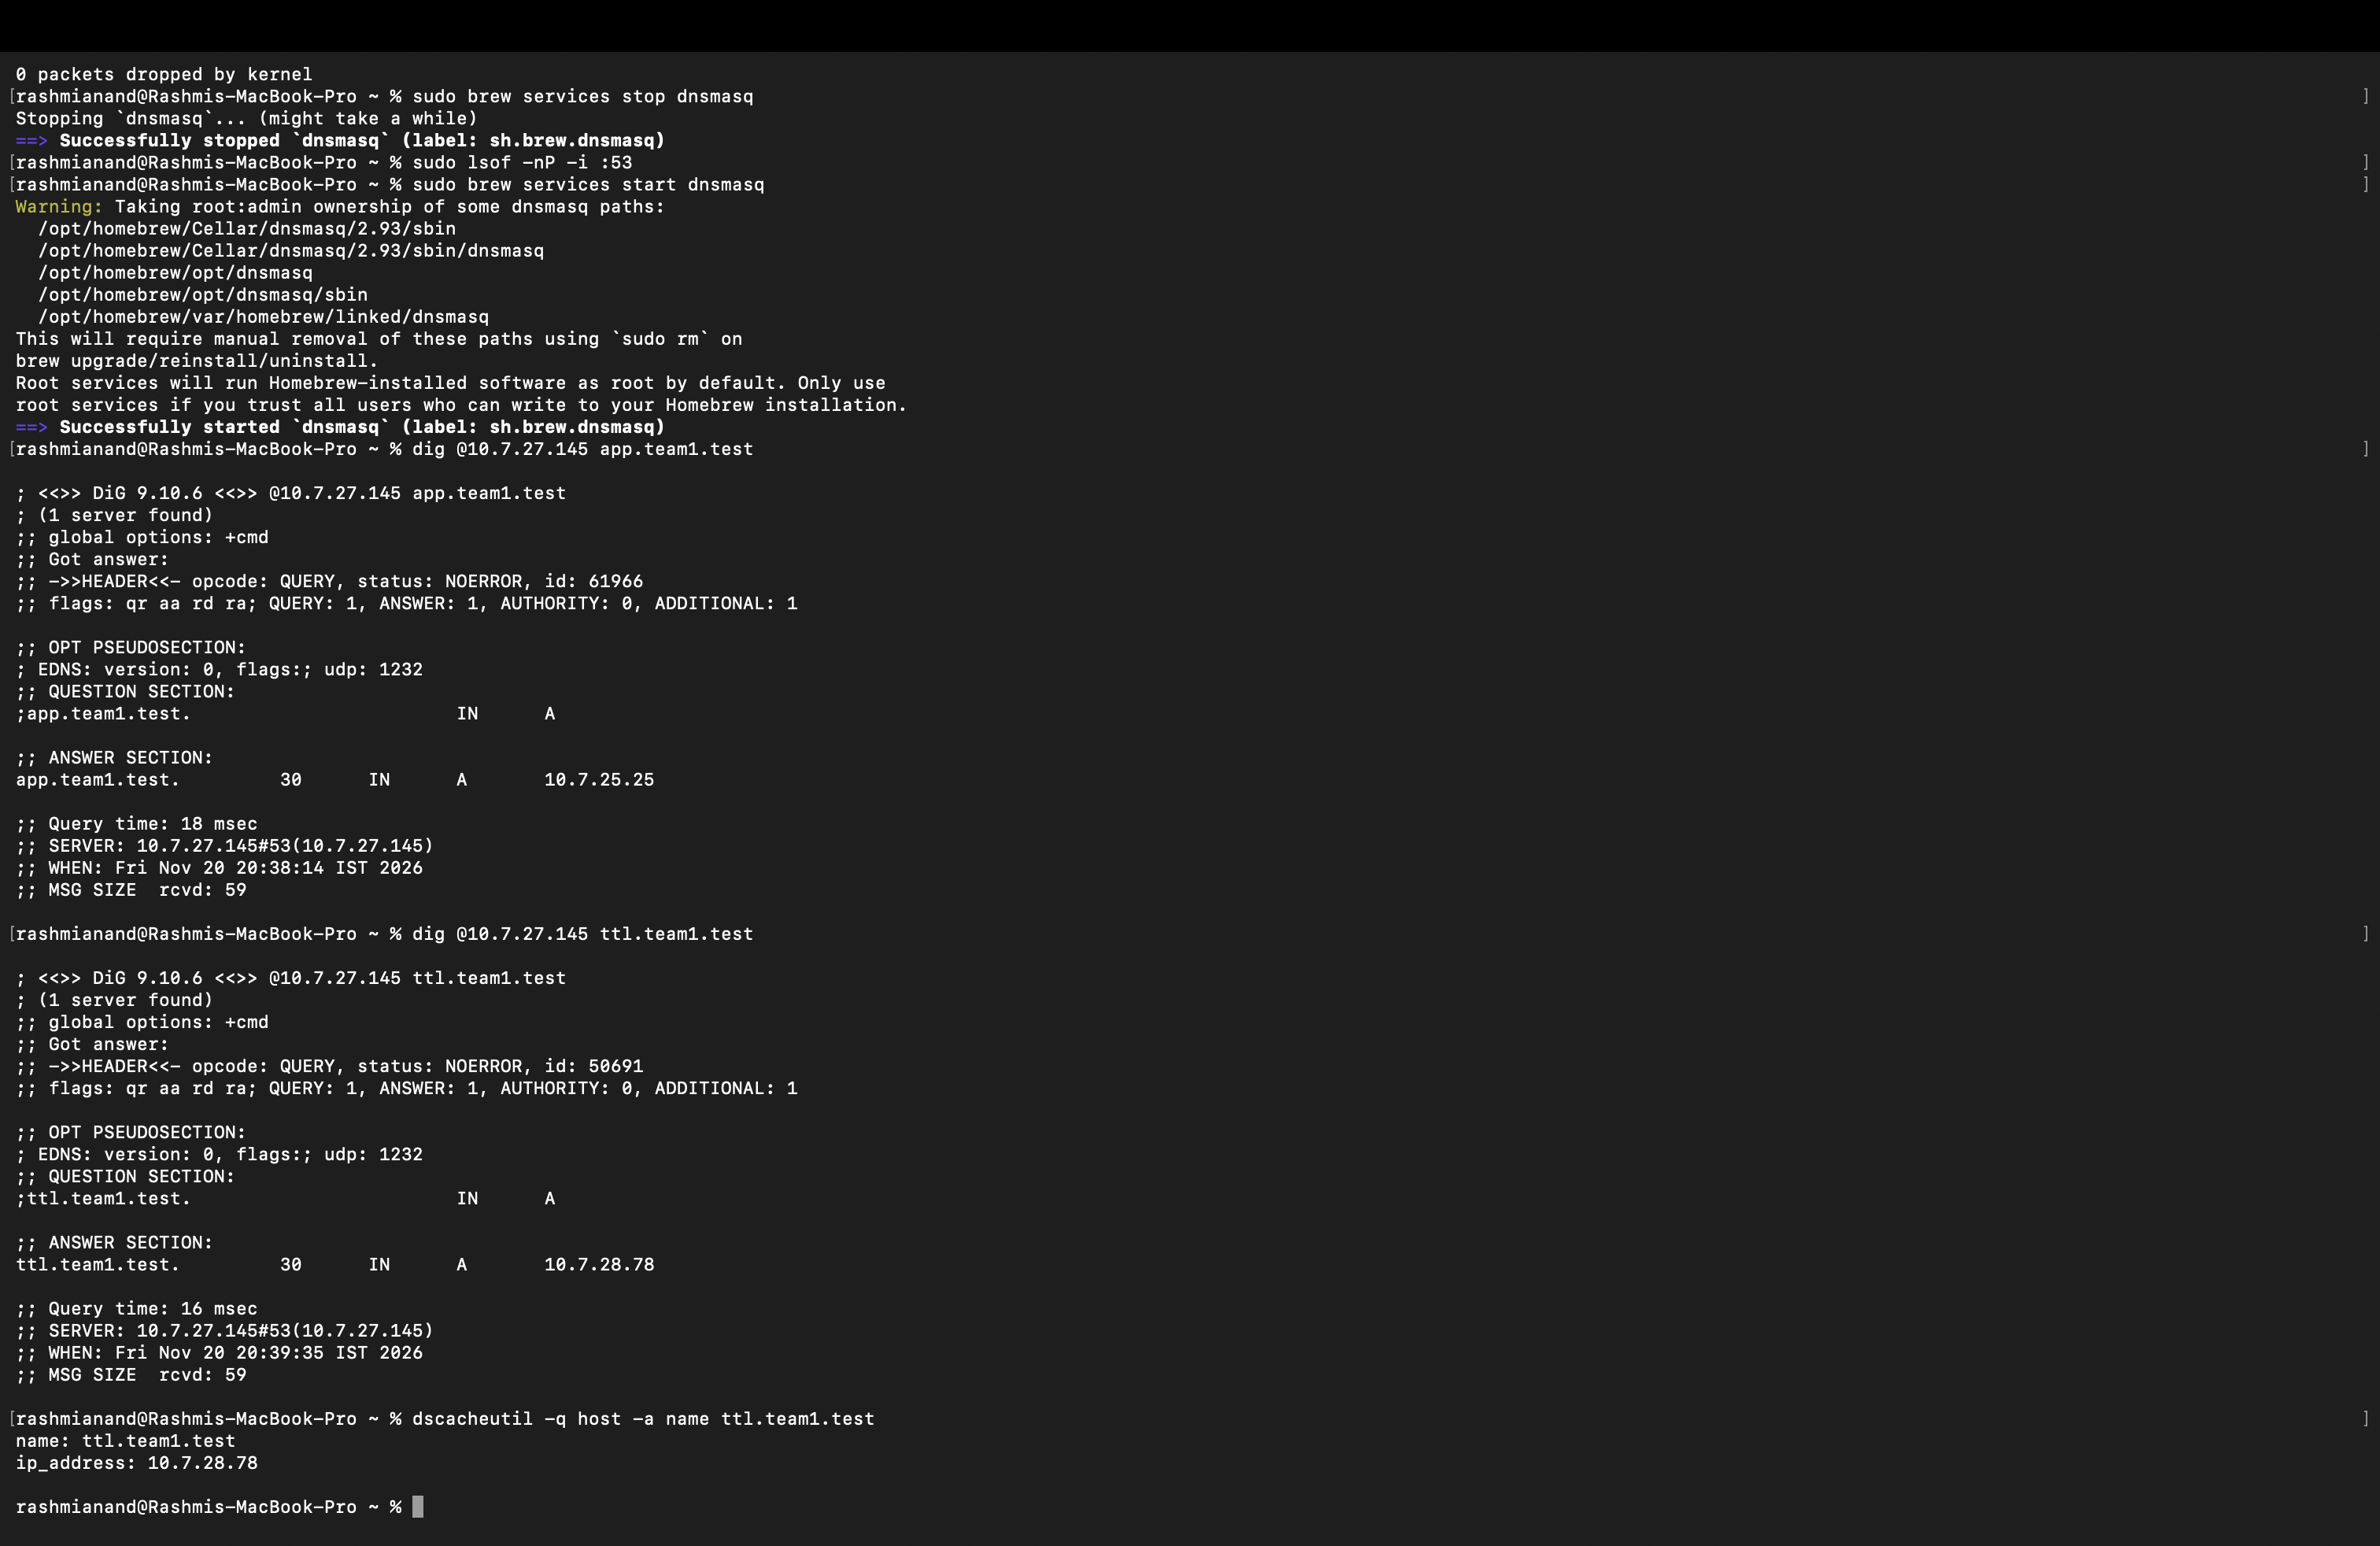 0 packets dropped by kernel
[rashmianand@Rashmis-MacBook-Pro ~ % sudo brew services stop dnsmasq ]
Stopping `dnsmasq`... (might take a while)
==> Successfully stopped `dnsmasq` (label: sh.brew.dnsmasq)
[rashmianand@Rashmis-MacBook-Pro ~ % sudo lsof -nP -i :53 ]
[rashmianand@Rashmis-MacBook-Pro ~ % sudo brew services start dnsmasq ]
Warning: Taking root:admin ownership of some dnsmasq paths:
  /opt/homebrew/Cellar/dnsmasq/2.93/sbin
  /opt/homebrew/Cellar/dnsmasq/2.93/sbin/dnsmasq
  /opt/homebrew/opt/dnsmasq
  /opt/homebrew/opt/dnsmasq/sbin
  /opt/homebrew/var/homebrew/linked/dnsmasq
This will require manual removal of these paths using `sudo rm` on
brew upgrade/reinstall/uninstall.
Root services will run Homebrew-installed software as root by default. Only use
root services if you trust all users who can write to your Homebrew installation.
==> Successfully started `dnsmasq` (label: sh.brew.dnsmasq)
[rashmianand@Rashmis-MacBook-Pro ~ % dig @10.7.27.145 app.team1.test ]

; <<>> DiG 9.10.6 <<>> @10.7.27.145 app.team1.test
; (1 server found)
;; global options: +cmd
;; Got answer:
;; ->>HEADER<<- opcode: QUERY, status: NOERROR, id: 61966
;; flags: qr aa rd ra; QUERY: 1, ANSWER: 1, AUTHORITY: 0, ADDITIONAL: 1

;; OPT PSEUDOSECTION:
; EDNS: version: 0, flags:; udp: 1232
;; QUESTION SECTION:
;app.team1.test. IN A

;; ANSWER SECTION:
app.team1.test. 30 IN A 10.7.25.25

;; Query time: 18 msec
;; SERVER: 10.7.27.145#53(10.7.27.145)
;; WHEN: Fri Nov 20 20:38:14 IST 2026
;; MSG SIZE  rcvd: 59

[rashmianand@Rashmis-MacBook-Pro ~ % dig @10.7.27.145 ttl.team1.test ]

; <<>> DiG 9.10.6 <<>> @10.7.27.145 ttl.team1.test
; (1 server found)
;; global options: +cmd
;; Got answer:
;; ->>HEADER<<- opcode: QUERY, status: NOERROR, id: 50691
;; flags: qr aa rd ra; QUERY: 1, ANSWER: 1, AUTHORITY: 0, ADDITIONAL: 1

;; OPT PSEUDOSECTION:
; EDNS: version: 0, flags:; udp: 1232
;; QUESTION SECTION:
;ttl.team1.test. IN A

;; ANSWER SECTION:
ttl.team1.test. 30 IN A 10.7.28.78

;; Query time: 16 msec
;; SERVER: 10.7.27.145#53(10.7.27.145)
;; WHEN: Fri Nov 20 20:39:35 IST 2026
;; MSG SIZE  rcvd: 59

[rashmianand@Rashmis-MacBook-Pro ~ % dscacheutil -q host -a name ttl.team1.test ]
name: ttl.team1.test
ip_address: 10.7.28.78

rashmianand@Rashmis-MacBook-Pro ~ %